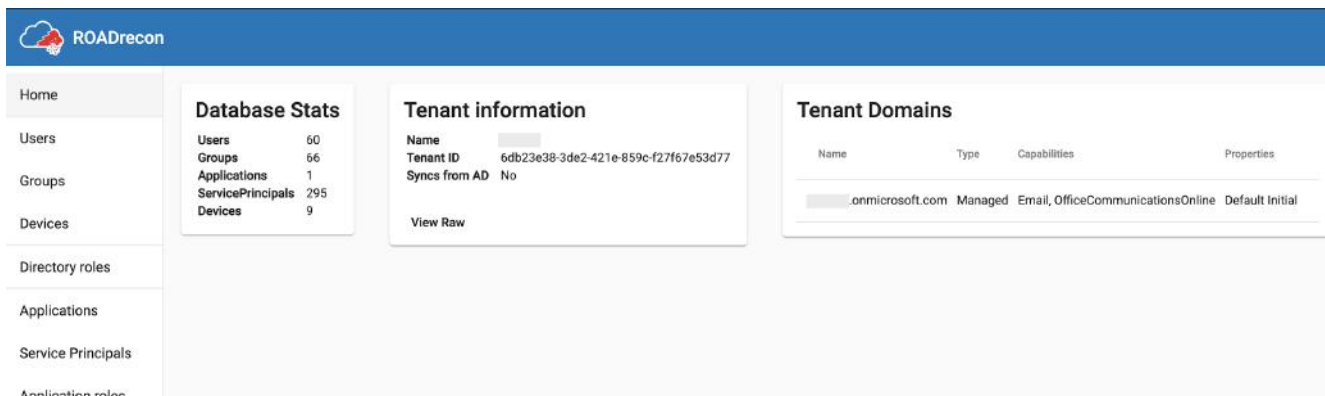 ROADrecon
Home
Users
Groups
Devices
Directory roles
Applications
Service Principals
Application roles
Database Stats
Users 60
Groups 66
Applications 1
ServicePrincipals 295
Devices 9
Tenant information
Name
Tenant ID 6db23e38-3de2-421e-859c-f27f67e53d77
Syncs from AD No
View Raw
Tenant Domains
Name Type Capabilities Properties
.onmicrosoft.com Managed Email, OfficeCommunicationsOnline Default Initial